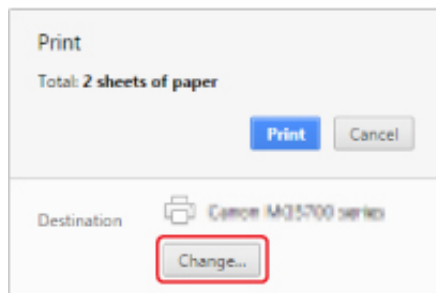 Print
Total: 2 sheets of paper
Print Cancel
Destination Canon series
Change...